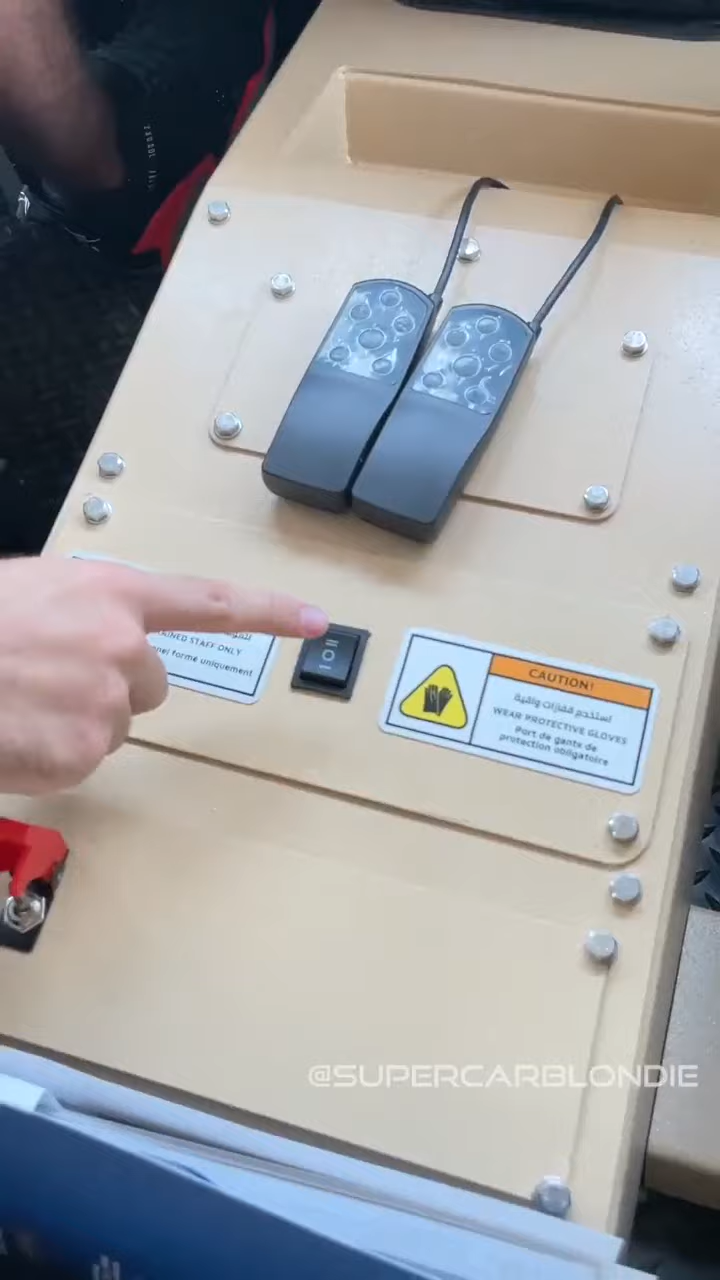 AINED STAFF ONLY
nel formé uniquement
CAUTION!
استخدم قفازات واقية
WEAR PROTECTIVE GLOVES
Port de gants de
protection obligatoire
@SUPERCARBLONDIE